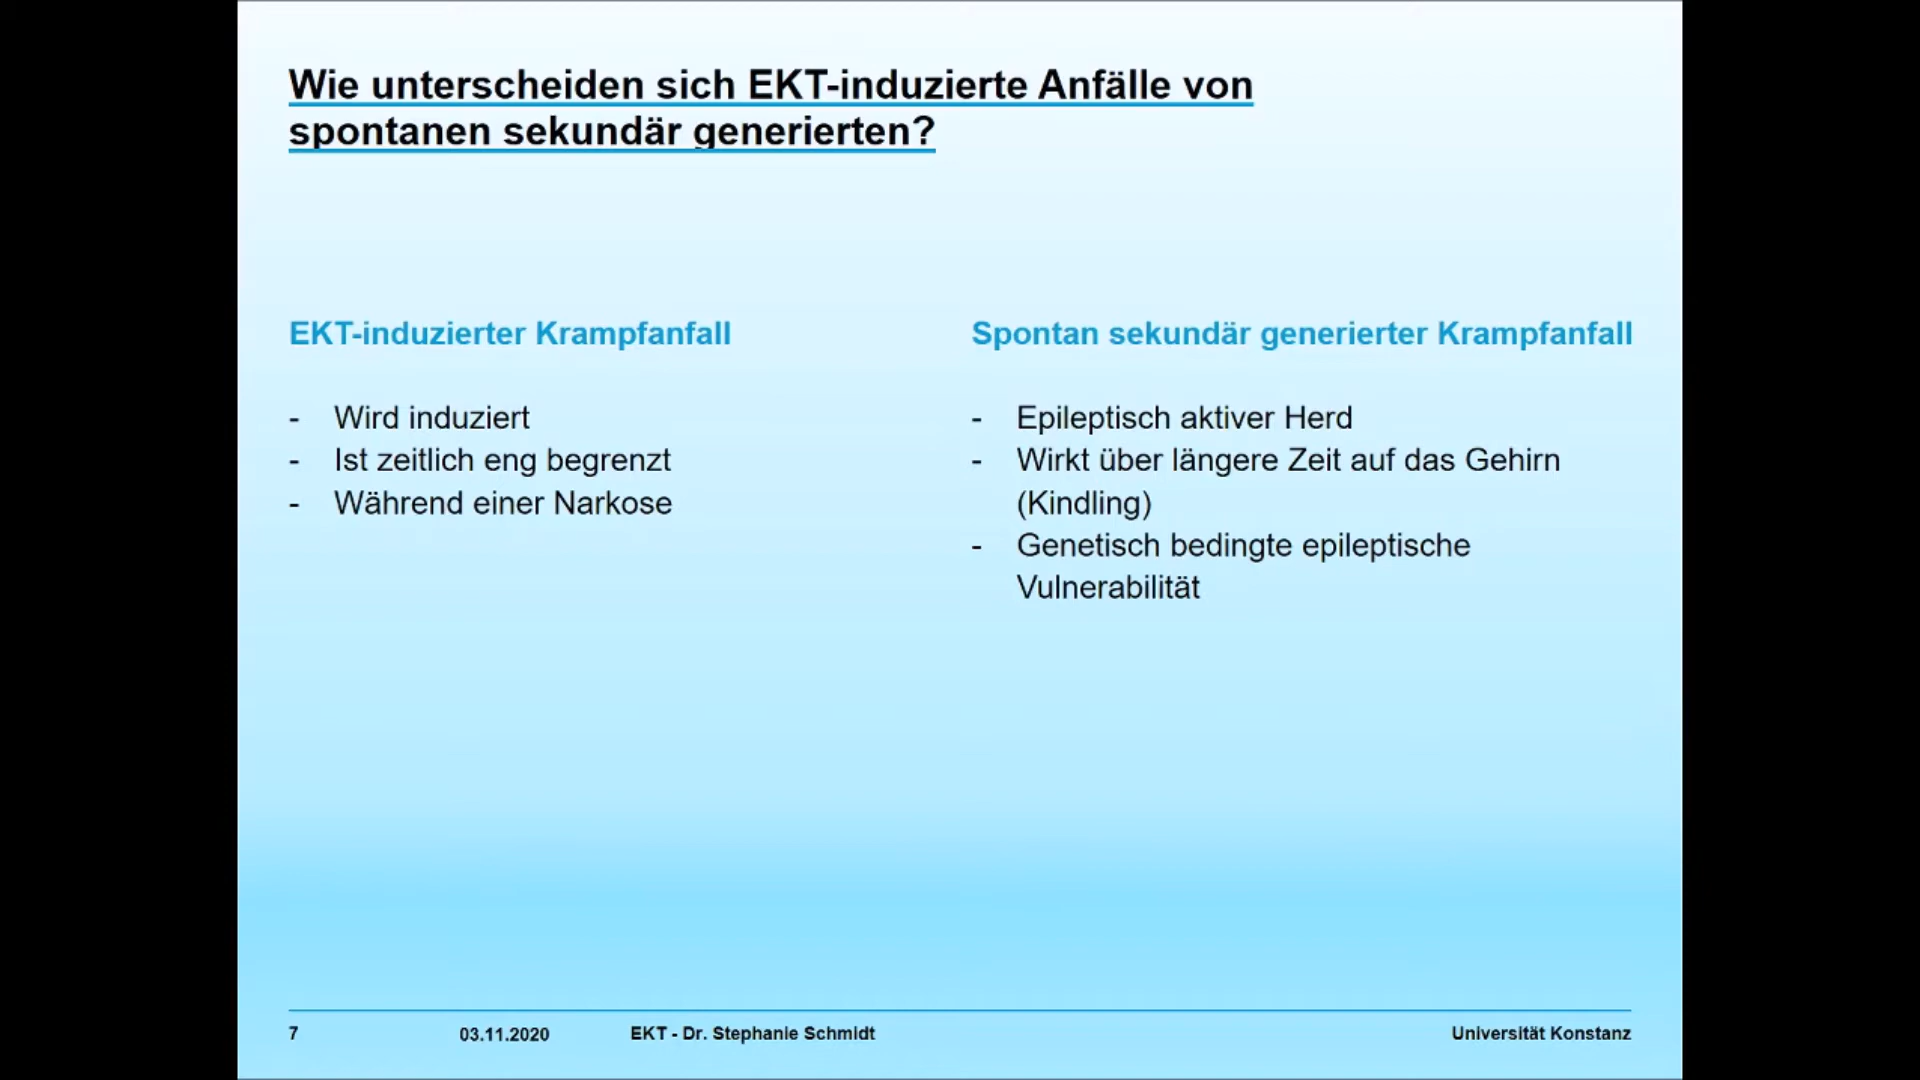 Wie unterscheiden sich EKT-induzierte Anfälle von
spontanen sekundär generierten?
EKT-induzierter Krampfanfall
- Wird induziert
- Ist zeitlich eng begrenzt
- Während einer Narkose
Spontan sekundär generierter Krampfanfall
- Epileptisch aktiver Herd
- Wirkt über längere Zeit auf das Gehirn
(Kindling)
- Genetisch bedingte epileptische
Vulnerabilität
7 03.11.2020 EKT - Dr. Stephanie Schmidt Universität Konstanz